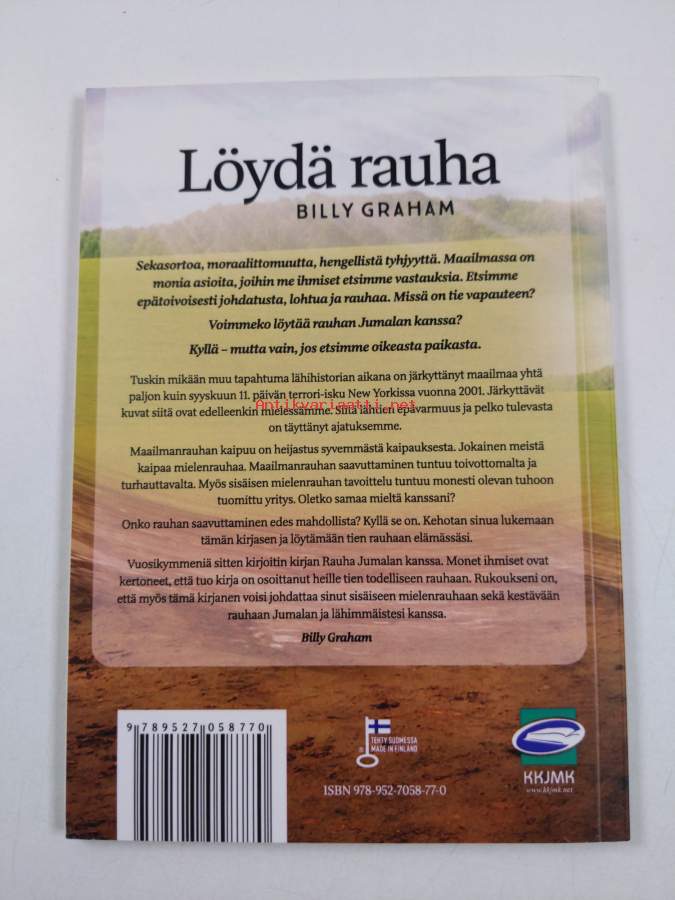 Löydä rauha
BILLY GRAHAM
Sekasortoa, moraalittomuutta, hengellistä tyhjyyttä. Maailmassa on
monia asioita, joihin me ihmiset etsimme vastauksia. Etsimme
epätoivoisesti johdatusta, lohtua ja rauhaa. Missä on tie vapauteen?
Voimmeko löytää rauhan Jumalan kanssa?
Kyllä – mutta vain, jos etsimme oikeasta paikasta.
Tuskin mikään muu tapahtuma lähihistorian aikana on järkyttänyt maailmaa yhtä
paljon kuin syyskuun 11. päivän terrori-isku New Yorkissa vuonna 2001. Järkyttävät
kuvat siitä ovat edelleenkin mielessämme. Siitä lähtien epävarmuus ja pelko tulevasta
Antikvariaatti.net
on täyttänyt ajatuksemme.
Maailmanrauhan kaipuu on heijastus syvemmästä kaipauksesta. Jokainen meistä
kaipaa mielenrauhaa. Maailmanrauhan saavuttaminen tuntuu toivottomalta ja
turhauttavalta. Myös sisäisen mielenrauhan tavoittelu tuntuu monesti olevan tuhoon
tuomittu yritys. Oletko samaa mieltä kanssani?
Onko rauhan saavuttaminen edes mahdollista? Kyllä se on. Kehotan sinua lukemaan
tämän kirjasen ja löytämään tien rauhaan elämässäsi.
Vuosikymmeniä sitten kirjoitin kirjan Rauha Jumalan kanssa. Monet ihmiset ovat
kertoneet, että tuo kirja on osoittanut heille tien todelliseen rauhaan. Rukoukseni on,
että myös tämä kirjanen voisi johdattaa sinut sisäiseen mielenrauhaan sekä kestävään
rauhaan Jumalan ja lähimmäistesi kanssa.
Billy Graham
9 789527 058770
TEHTY SUOMESSA
MADE IN FINLAND
ISBN 978-952-7058-77-0
KKJMK
www.kkjmk.net